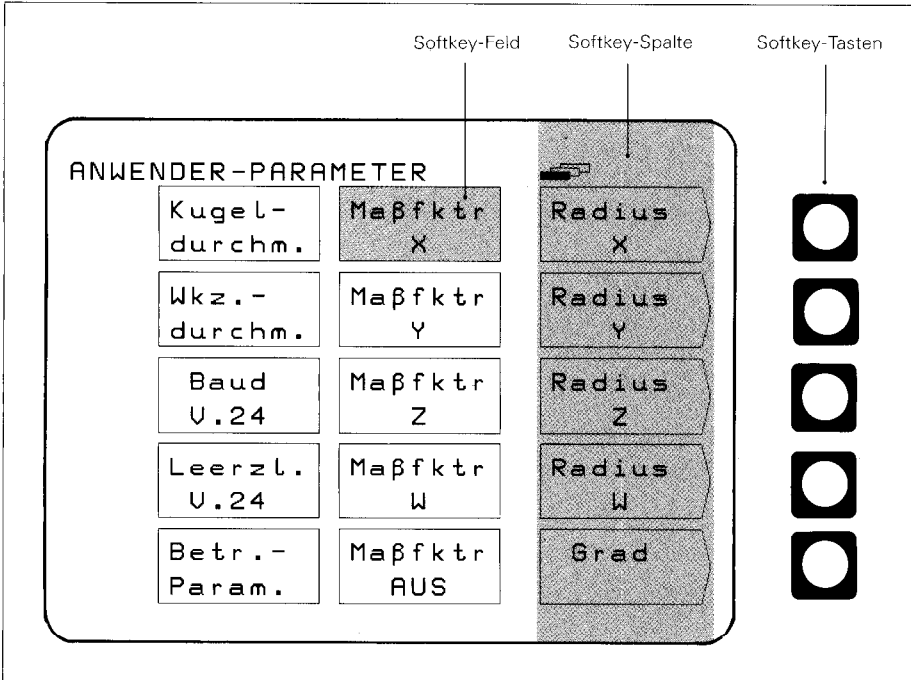 Softkey-Feld Softkey-Spalte Softkey-Tasten
ANWENDER-PARAMETER
Kugel-
durchm.
Maßfktr
X
Radius
X
Wkz.-
durchm.
Maßfktr
Y
Radius
Y
Baud
V.24
Maßfktr
Z
Radius
Z
Leerzl.
V.24
Maßfktr
W
Radius
W
Betr.-
Param.
Maßfktr
AUS
Grad